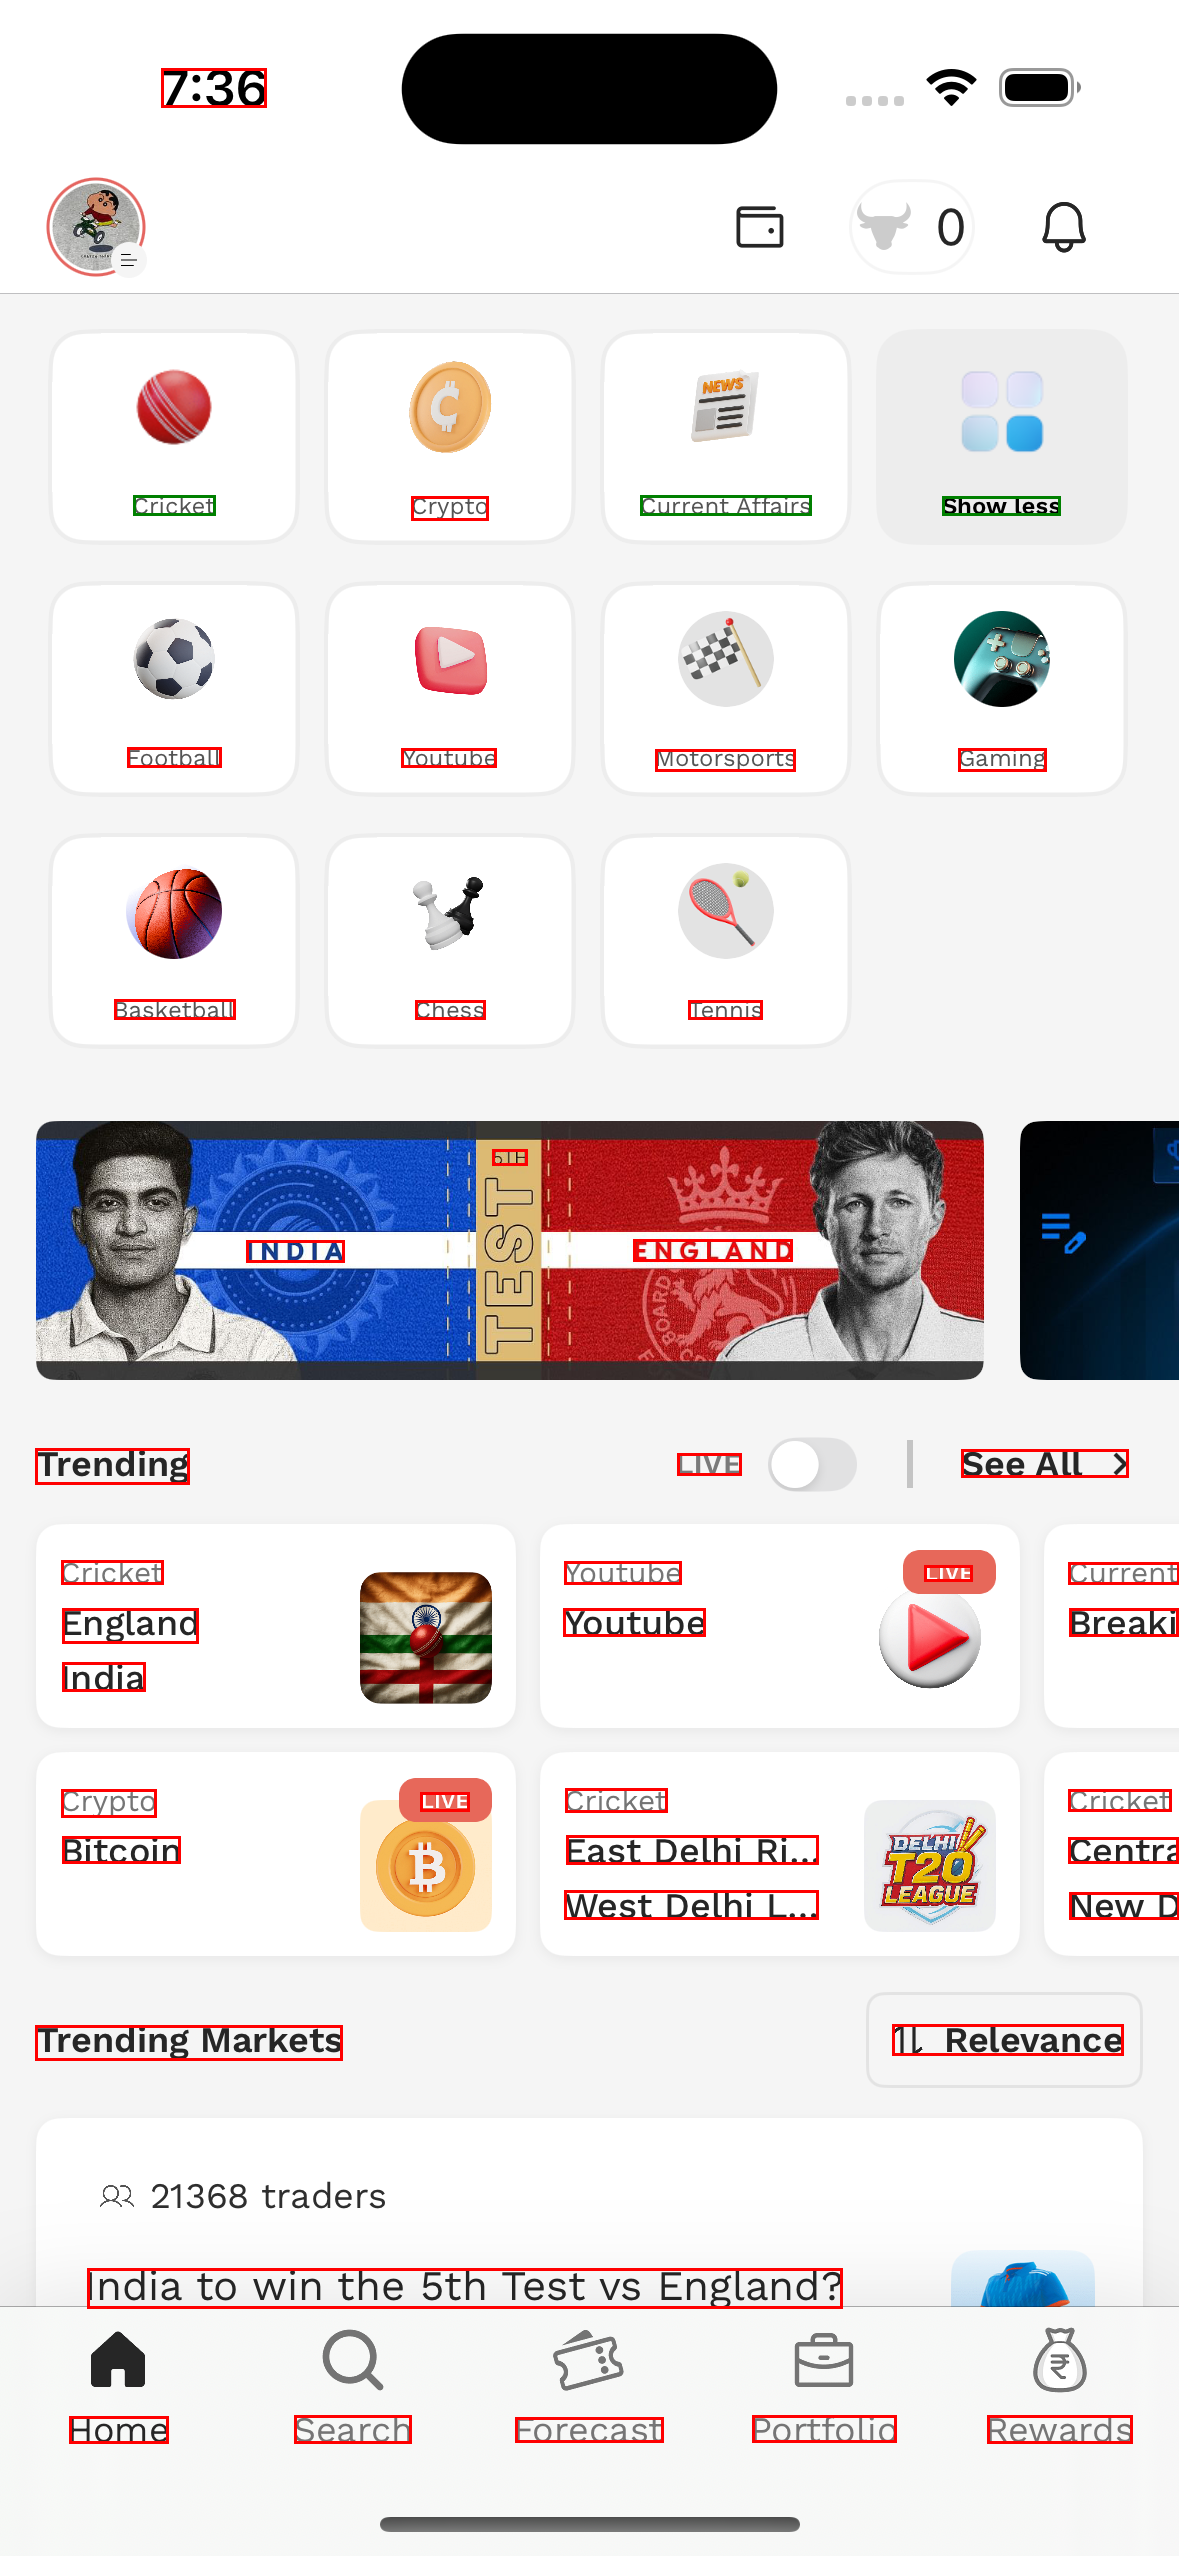 7:36
0
NEWS
Cricket
Crypto
Current Affairs
Show less
Football
Youtube
Motorsports
Gaming
Basketball
Chess
Tennis
5TH
TEST
INDIA
ENGLAND
Trending
LIVE
See All
Cricket
England
India
Youtube
LIVE
Youtube
Current
Breaki
Crypto
LIVE
Bitcoin
Cricket
East Delhi Ri...
West Delhi L...
DELHI
T20
LEAGUE
Cricket
Centra
New D
Trending Markets
Relevance
21368 traders
India to win the 5th Test vs England?
₹
Home
Search
Forecast
Portfolio
Rewards